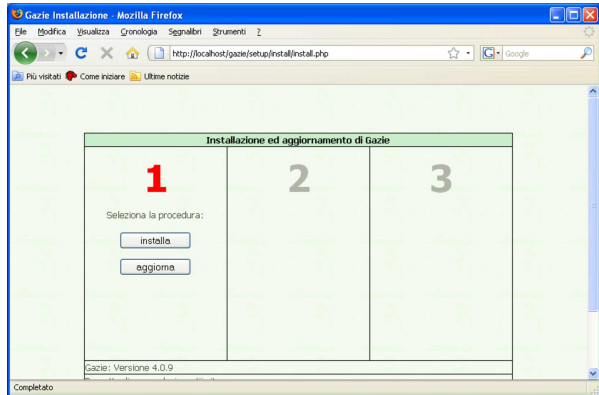 Gazie Installazione - Mozilla Firefox
File Modifica Visualizza Cronologia Segnalibri Strumenti ?
http://localhost/gazie/setup/install/install.php
G Google
Più visitati Come iniziare Ultime notizie
Installazione ed aggiornamento di Gazie
1 2 3
Seleziona la procedura:
installa
aggiorna
Gazie: Versione 4.0.9
Completato